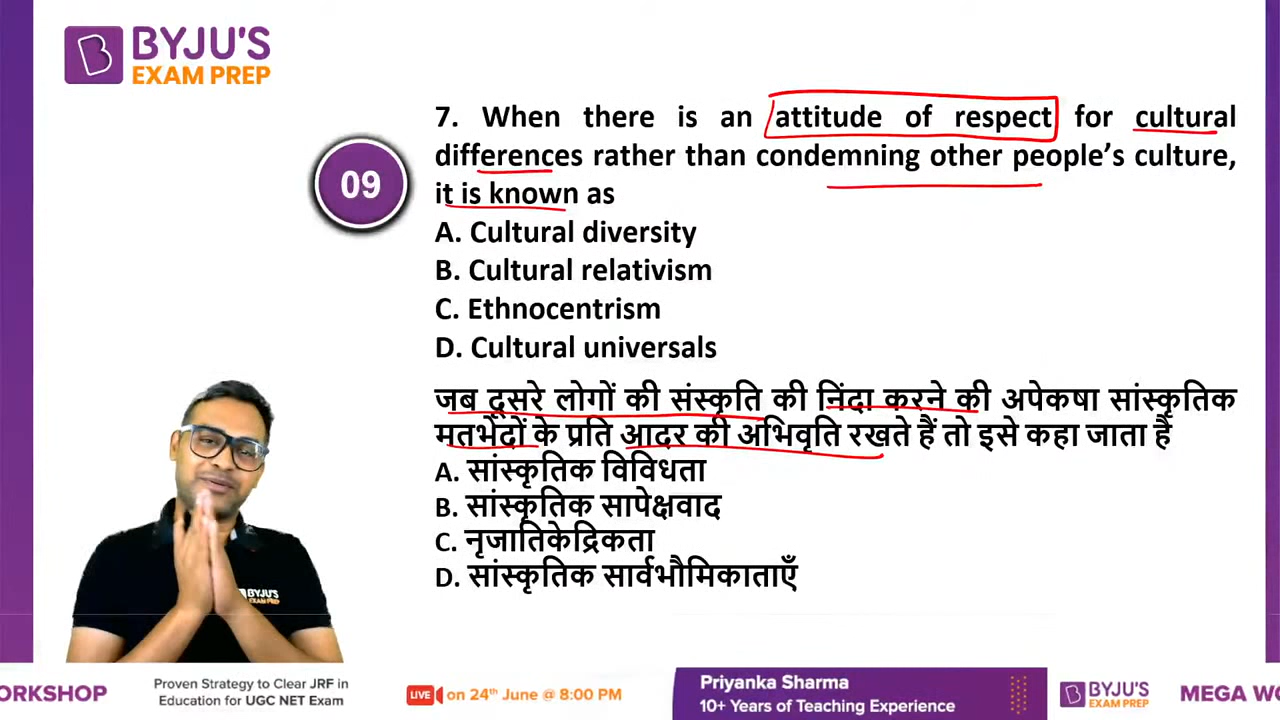 BYJU'S
EXAM PREP
09
7. When there is an attitude of respect for cultural
differences rather than condemning other people's culture,
it is known as
A. Cultural diversity
B. Cultural relativism
C. Ethnocentrism
D. Cultural universals
जब दूसरे लोगों की संस्कृति की निंदा करने की अपेकषा सांस्कृतिक
मतभेदों के प्रति आदर की अभिवृति रखते हैं तो इसे कहा जाता हैं
A. सांस्कृतिक विविधता
B. सांस्कृतिक सापेक्षवाद
C. नृजातिकेद्रिकता
D. सांस्कृतिक सार्वभौमिकाताएँ
BYJU'S
EXAM PREP
ORKSHOP
Proven Strategy to Clear JRF in
Education for UGC NET Exam
LIVE on 24th June @ 8:00 PM
Priyanka Sharma
10+ Years of Teaching Experience
BYJU'S
EXAM PREP
MEGA WO